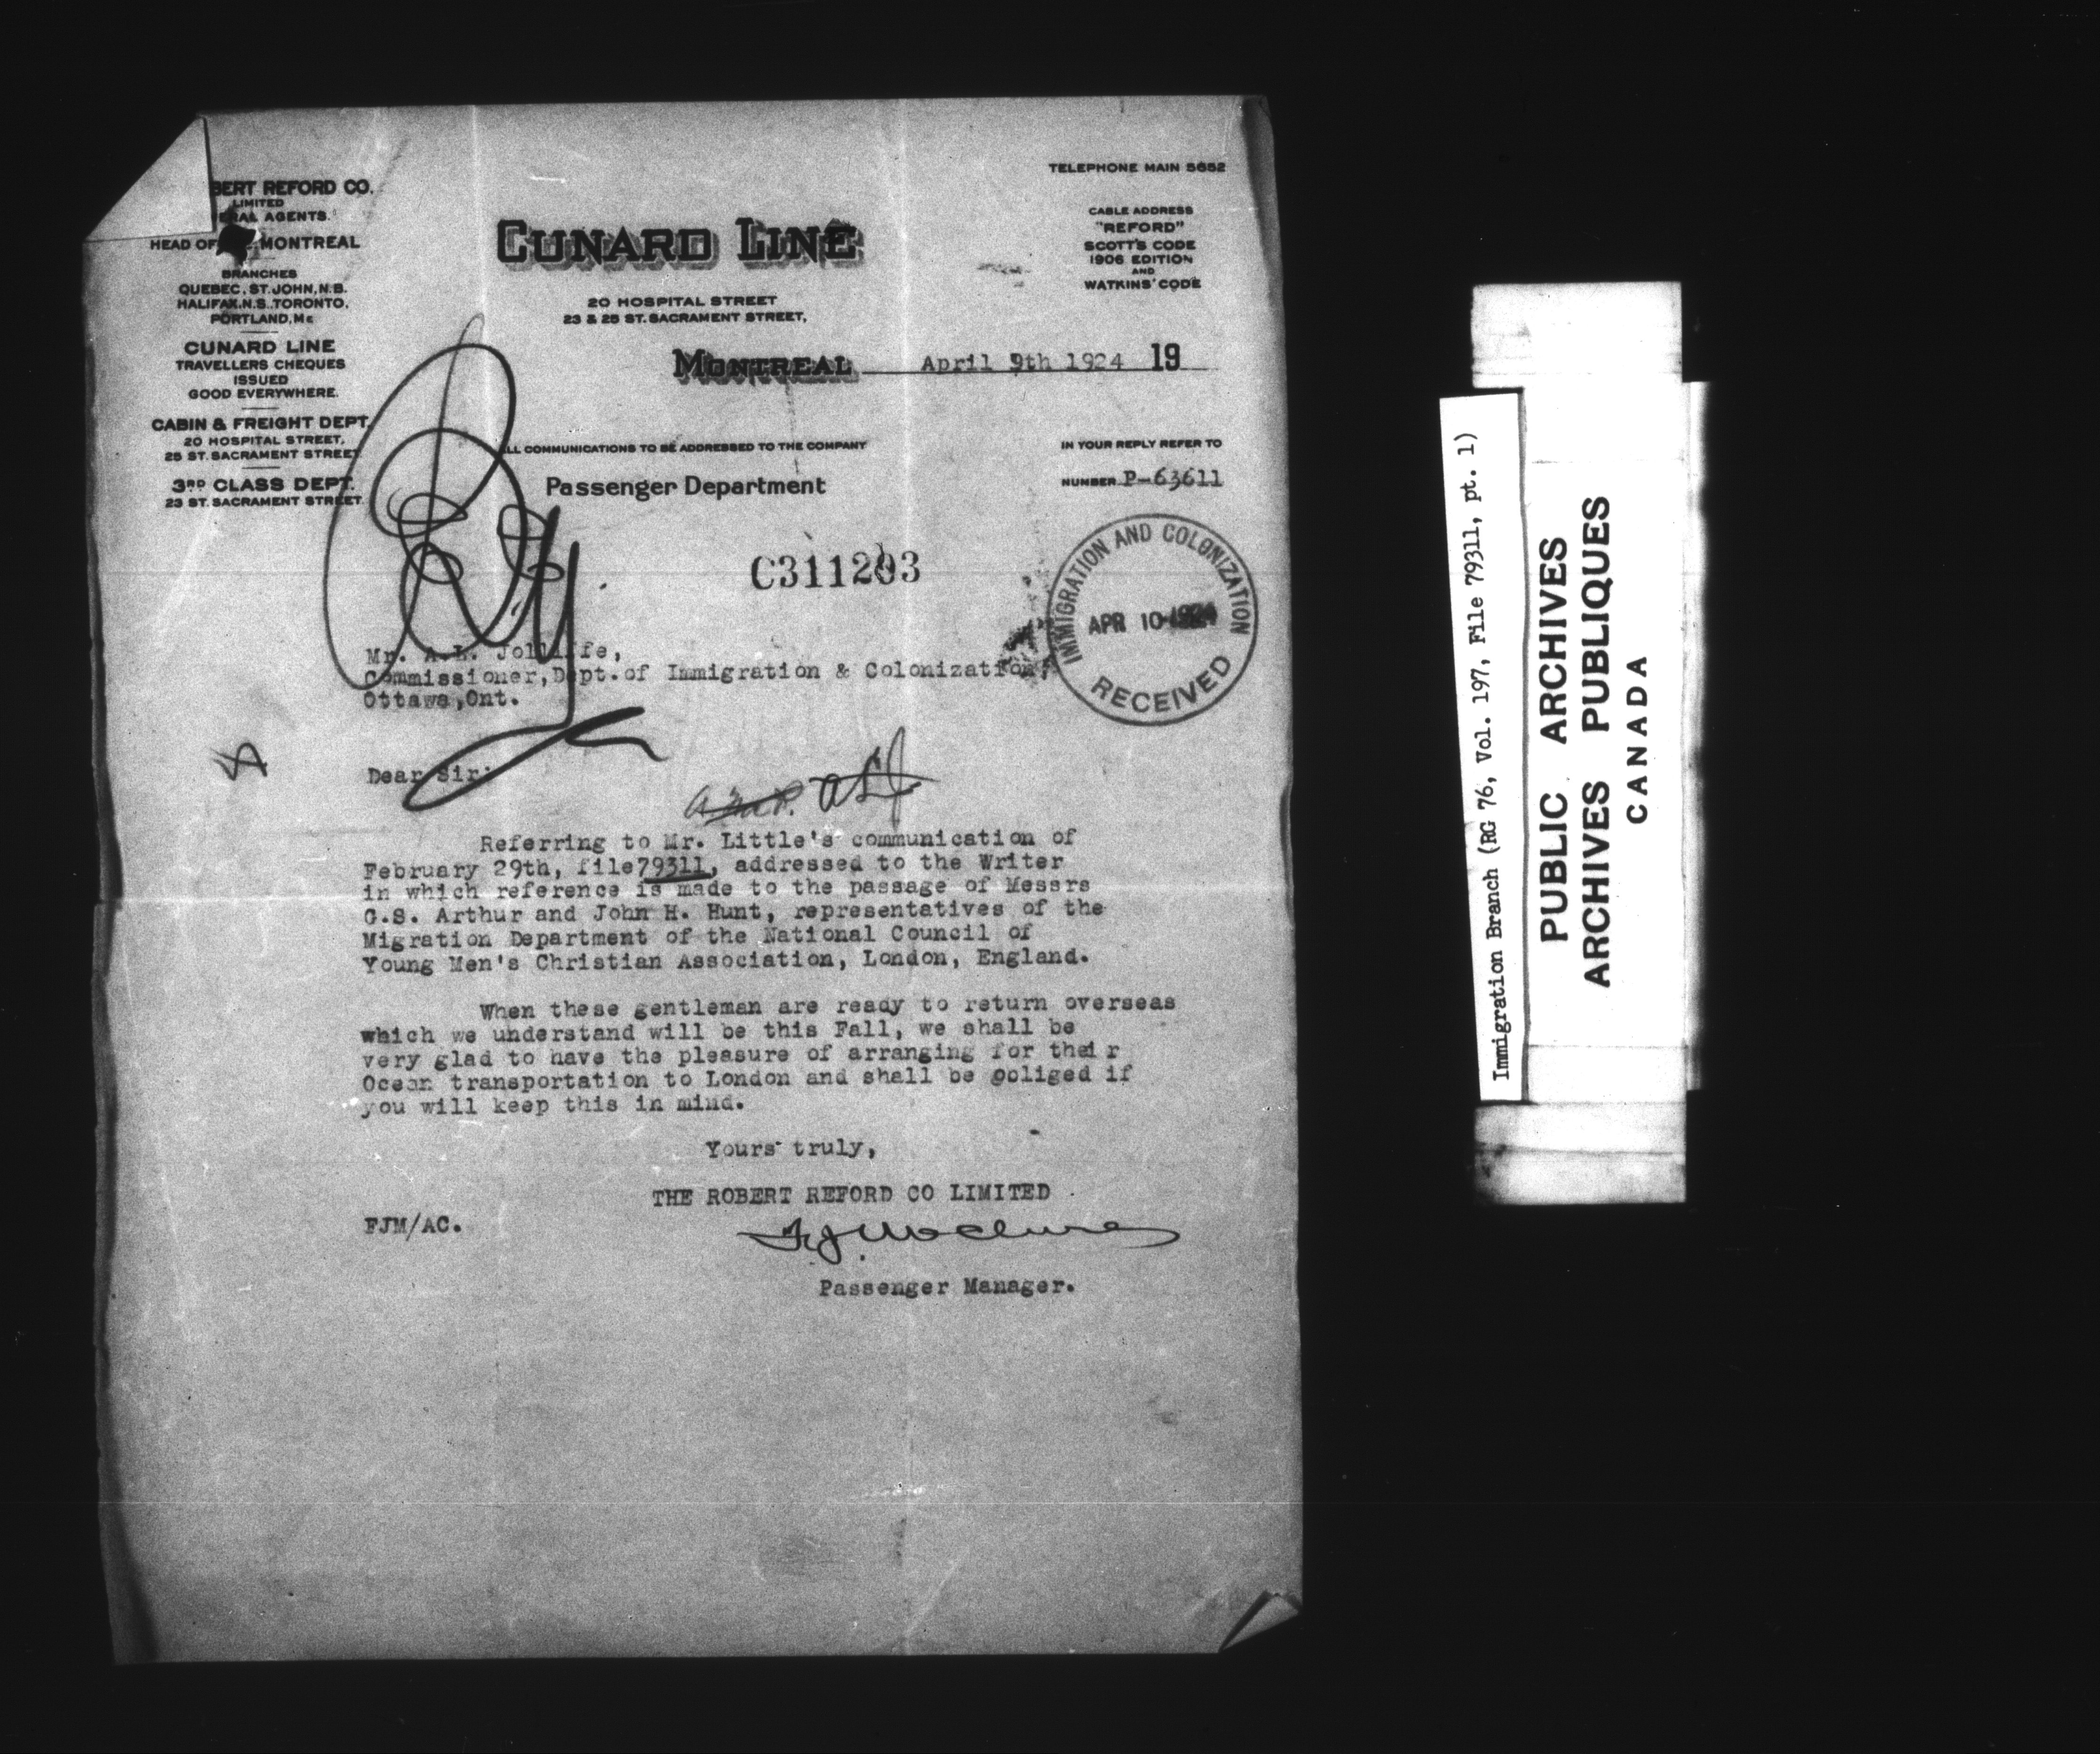 BERT REFORD CO.
LIMITED
ERAL AGENTS.
HEAD OF MONTREAL
BRANCHES
QUEBEC, ST. JOHN, N.B.
HALIFAX, N.S. TORONTO,
PORTLAND, Me
CUNARD LINE
TRAVELLERS CHEQUES
ISSUED
GOOD EVERYWHERE.
CABIN & FREIGHT DEPT.
20 HOSPITAL STREET,
25 ST. SACRAMENT STREET
3RD CLASS DEPT.
23 ST. SACRAMENT STREET
CUNARD LINE
20 HOSPITAL STREET
23 & 25 ST. SACRAMENT STREET,
TELEPHONE MAIN 5652
CABLE ADDRESS
"REFORD"
SCOTT'S CODE
1906 EDITION
AND
WATKINS' CODE
MONTREAL April 9th 1924 19
LL COMMUNICATIONS TO BE ADDRESSED TO THE COMPANY
IN YOUR REPLY REFER TO
Passenger Department
NUMBER P-63611
C311203
IMMIGRATION AND COLONIZATION
APR 10 1924
RECEIVED
Mr. A.L. Jolliffe,
Commissioner,Dept.of Immigration & Colonization,
Ottawa,Ont.
Dear Sir:
ALJ
Referring to Mr. Little's communication of
February 29th, file79311, addressed to the Writer
in which reference is made to the passage of Messrs
G.S. Arthur and John H. Hunt, representatives of the
Migration Department of the National Council of
Young Men's Christian Association, London, England.
When these gentleman are ready to return overseas
which we understand will be this Fall, we shall be
very glad to have the pleasure of arranging for their
Ocean transportation to London and shall be obliged if
you will keep this in mind.
Yours truly,
THE ROBERT REFORD CO LIMITED
FJM/AC.
Passenger Manager.
Immigration Branch (RG 76, Vol. 197, File 79311, pt. 1)
PUBLIC ARCHIVES
ARCHIVES PUBLIQUES
CANADA